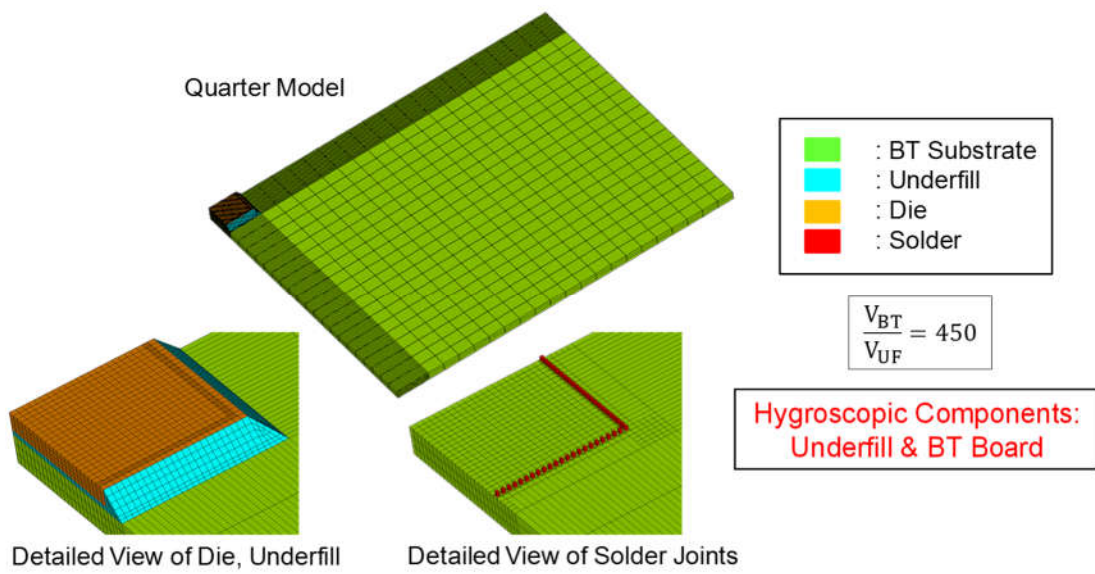 Quarter Model
: BT Substrate
: Underfill
: Die
: Solder
V_BT
V_UF = 450
Hygroscopic Components:
Underfill & BT Board
Detailed View of Die, Underfill
Detailed View of Solder Joints